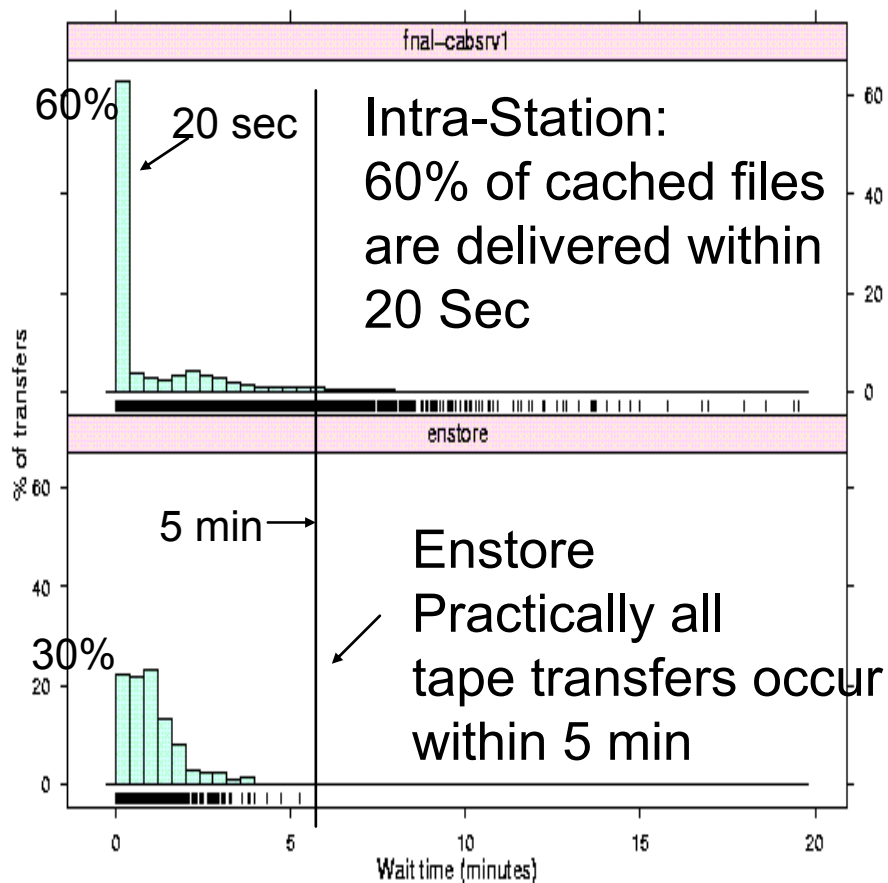 fnal-cabsrv1
60%
20 sec
Intra-Station:
60% of cached files
are delivered within
20 Sec
60
40
20
0
% of transfers
enstore
60
40
20
0
5 min
30%
Enstore
Practically all
tape transfers occur
within 5 min
0
5
10
15
20
Wait time (minutes)